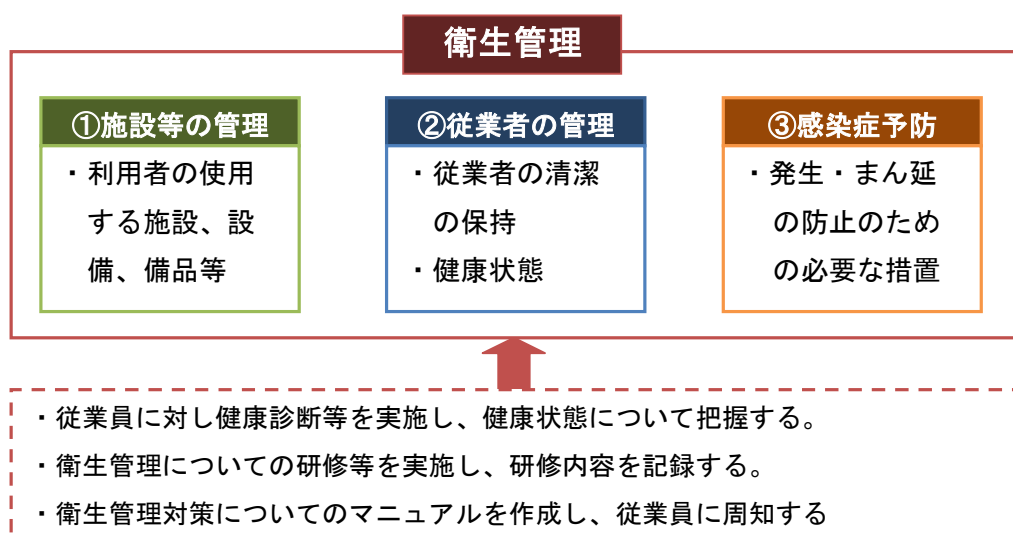 衛生管理
①施設等の管理
・利用者の使用
する施設、設
備、備品等
②従業者の管理
・従業者の清潔
の保持
・健康状態
③感染症予防
・発生・まん延
の防止のため
の必要な措置
・従業員に対し健康診断等を実施し、健康状態について把握する。
・衛生管理についての研修等を実施し、研修内容を記録する。
・衛生管理対策についてのマニュアルを作成し、従業員に周知する